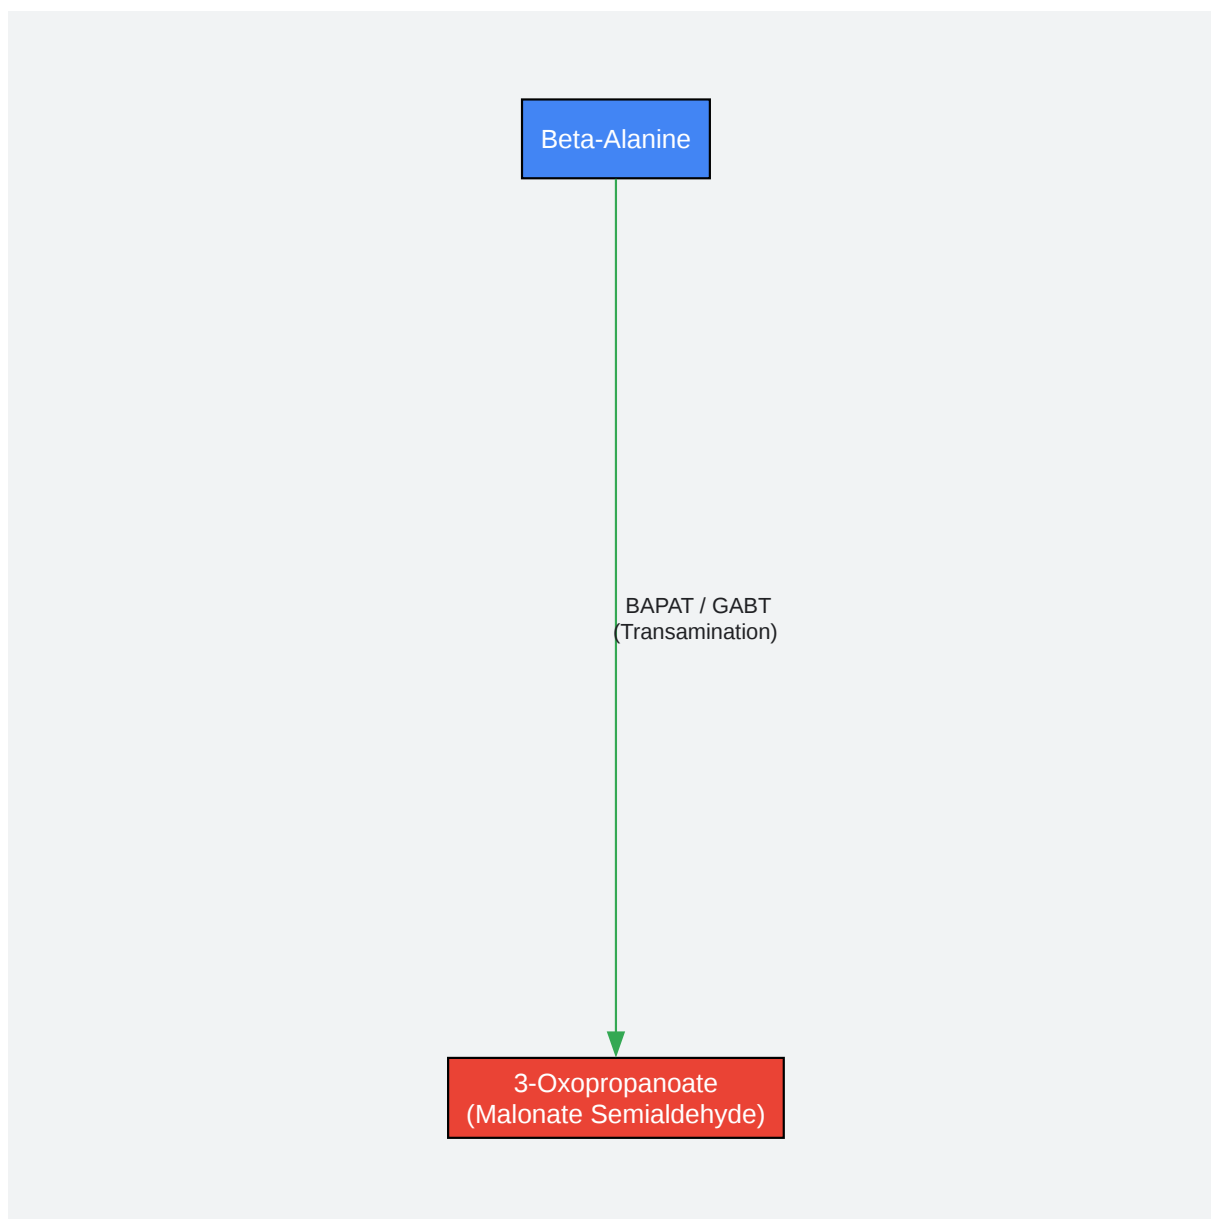 Beta-Alanine
BAPAT / GABT
(Transamination)
3-Oxopropanoate
(Malonate Semialdehyde)